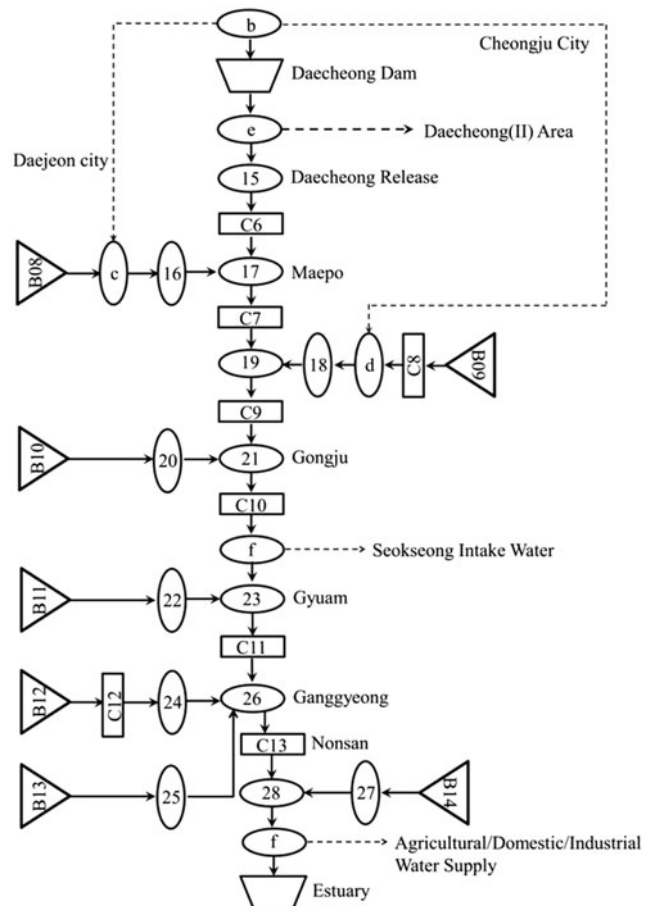 b
Cheongju City
Daecheong Dam
e
Daecheong(II) Area
Daejeon city
15
Daecheong Release
C6
B08
c
16
17
Maepo
C7
19
18
d
C8
B09
C9
B10
20
21
Gongju
C10
f
Seokseong Intake Water
B11
22
23
Gyuam
C11
B12
C12
24
26
Ganggyeong
C13
Nonsan
B13
25
28
27
B14
f
Agricultural/Domestic/Industrial
Water Supply
Estuary